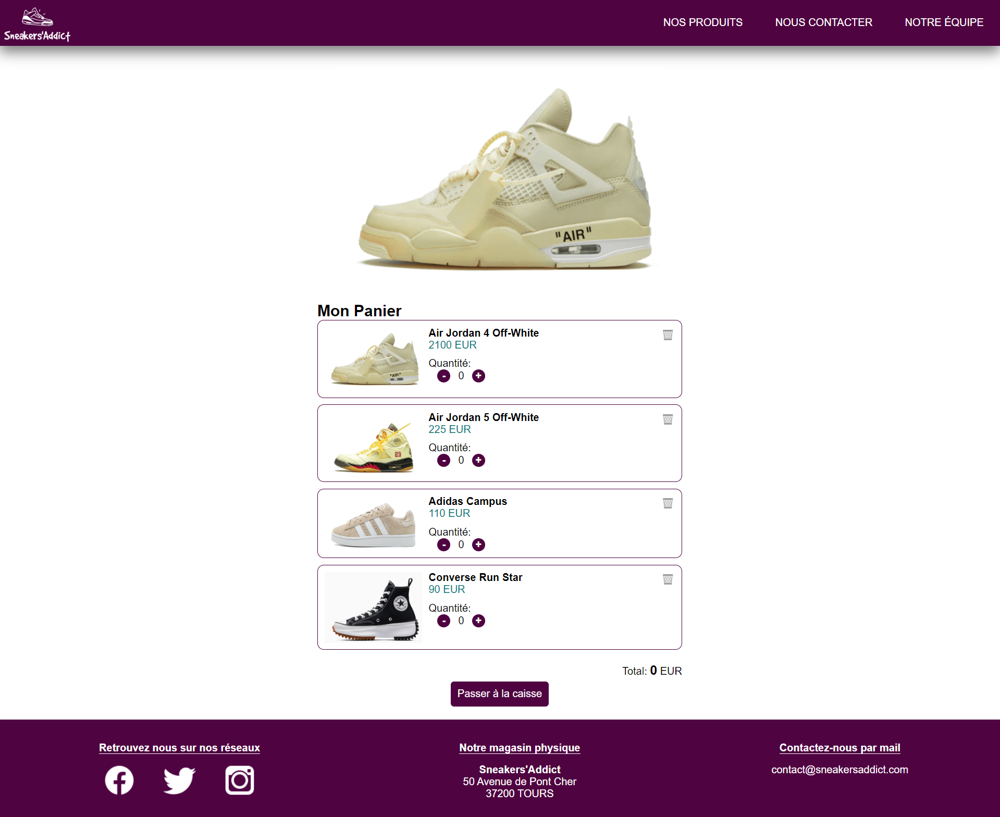 Sneakers'Addict
NOS PRODUITS
NOUS CONTACTER
NOTRE ÉQUIPE
"AIR"
Mon Panier
"AIR"
Air Jordan 4 Off-White
2100 EUR
Quantité:
- 0 +
23
Air Jordan 5 Off-White
225 EUR
Quantité:
- 0 +
Adidas Campus
110 EUR
Quantité:
- 0 +
Converse Run Star
90 EUR
Quantité:
- 0 +
Total: 0 EUR
Passer à la caisse
Retrouvez nous sur nos réseaux
Notre magasin physique
Sneakers'Addict
50 Avenue de Pont Cher
37200 TOURS
Contactez-nous par mail
contact@sneakersaddict.com